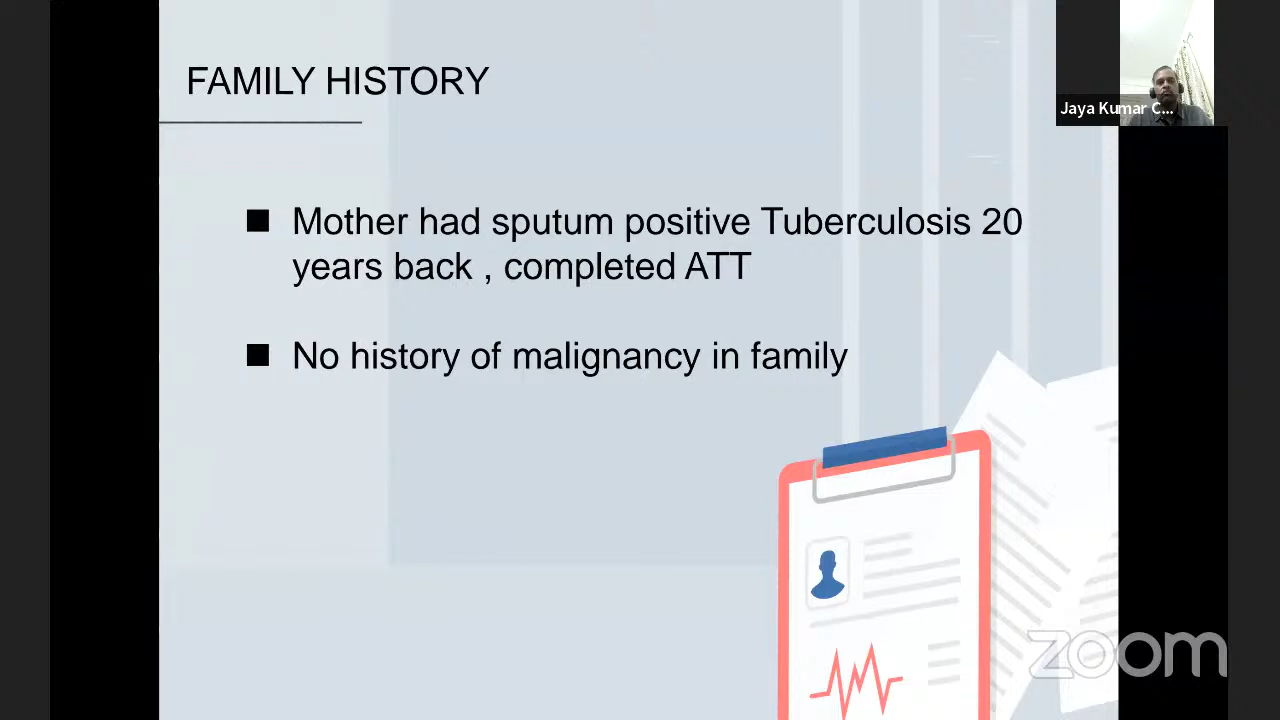 FAMILY HISTORY
Jaya Kumar C...
■ Mother had sputum positive Tuberculosis 20
years back , completed ATT
■ No history of malignancy in family
zoom